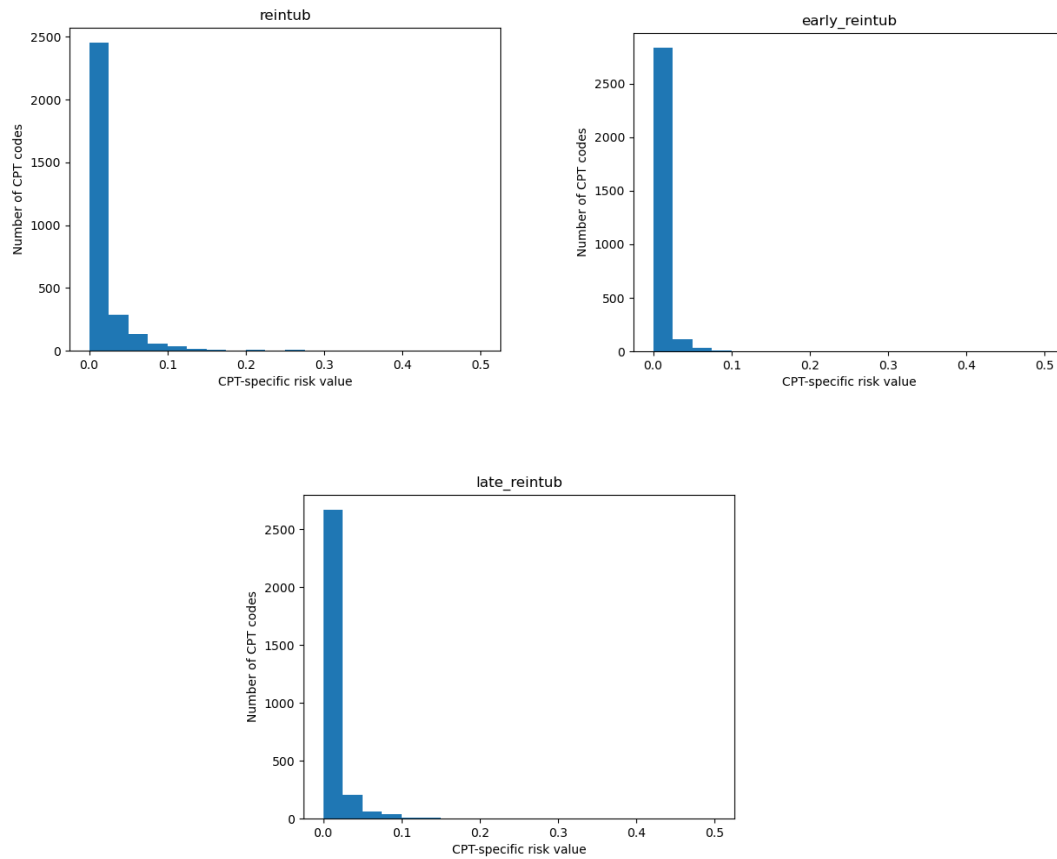 reintub
2500
2000
1500
1000
500
0
0.0 0.1 0.2 0.3 0.4 0.5
CPT-specific risk value
Number of CPT codes
early_reintub
2500
2000
1500
1000
500
0
0.0 0.1 0.2 0.3 0.4 0.5
CPT-specific risk value
Number of CPT codes
late_reintub
2500
2000
1500
1000
500
0
0.0 0.1 0.2 0.3 0.4 0.5
CPT-specific risk value
Number of CPT codes